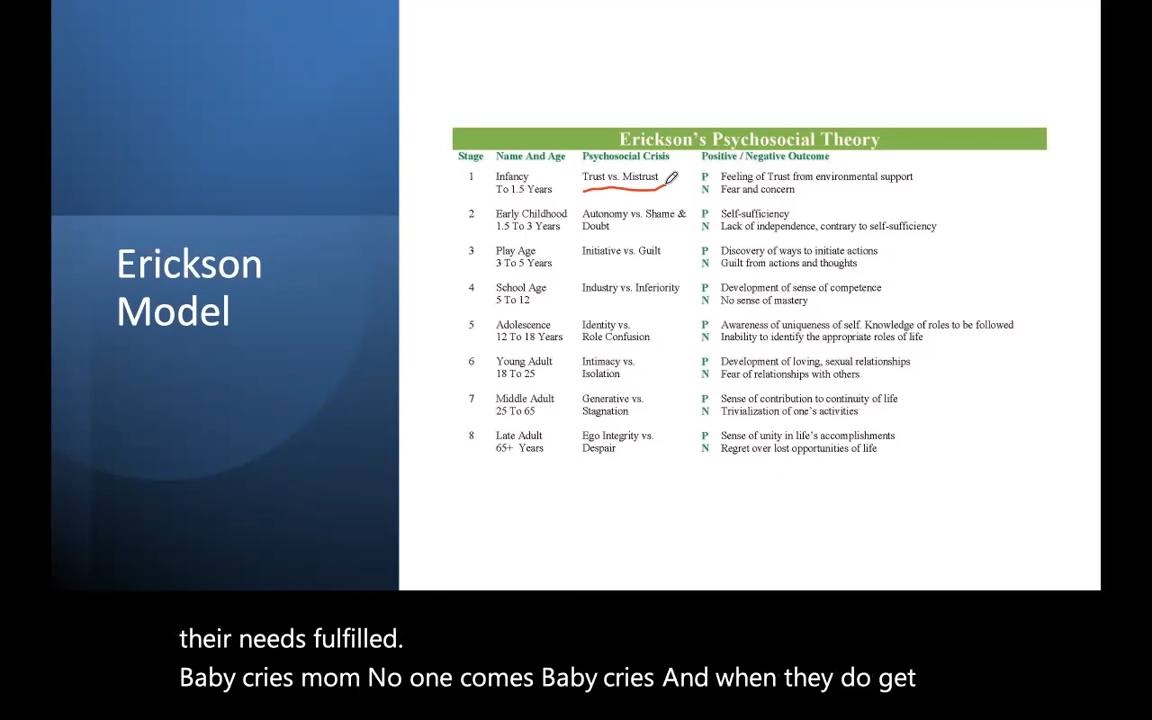 Erickson
Model
Erickson's Psychosocial Theory
Stage Name And Age Psychosocial Crisis Positive / Negative Outcome
1 Infancy Trust vs. Mistrust P Feeling of Trust from environmental support
To 1.5 Years N Fear and concern
2 Early Childhood Autonomy vs. Shame & P Self-sufficiency
1.5 To 3 Years Doubt N Lack of independence, contrary to self-sufficiency
3 Play Age Initiative vs. Guilt P Discovery of ways to initiate actions
3 To 5 Years N Guilt from actions and thoughts
4 School Age Industry vs. Inferiority P Development of sense of competence
5 To 12 N No sense of mastery
5 Adolescence Identity vs. P Awareness of uniqueness of self. Knowledge of roles to be followed
12 To 18 Years Role Confusion N Inability to identify the appropriate roles of life
6 Young Adult Intimacy vs. P Development of loving, sexual relationships
18 To 25 Isolation N Fear of relationships with others
7 Middle Adult Generative vs. P Sense of contribution to continuity of life
25 To 65 Stagnation N Trivialization of one's activities
8 Late Adult Ego Integrity vs. P Sense of unity in life's accomplishments
65+ Years Despair N Regret over lost opportunities of life
their needs fulfilled.
Baby cries mom No one comes Baby cries And when they do get